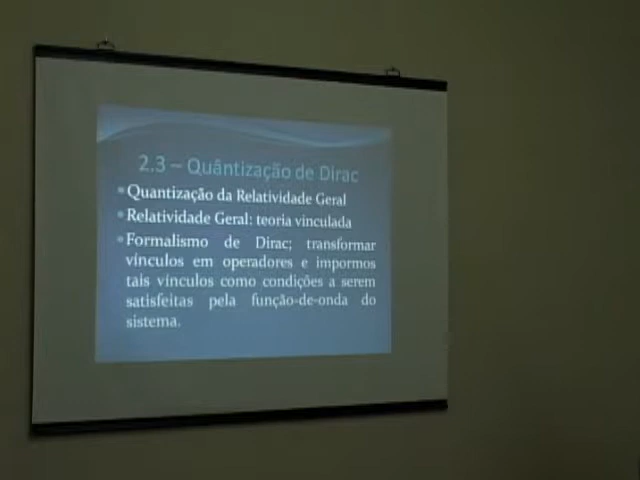 2.3 – Quântização de Dirac
Quantização da Relatividade Geral
Relatividade Geral: teoria vinculada
Formalismo de Dirac; transformar
vínculos em operadores e impormos
tais vínculos como condições a serem
satisfeitas pela função-de-onda do
sistema.